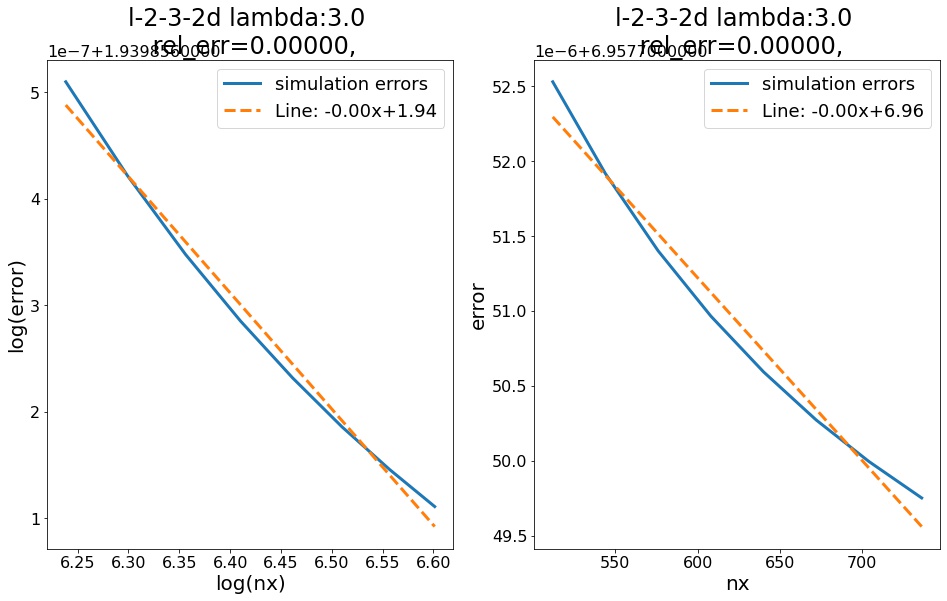 l-2-3-2d lambda:3.0
rel_err=0.00000,
1e−7+1.9398560000
simulation errors
Line: -0.00x+1.94
5
4
3
2
1
log(error)
6.25 6.30 6.35 6.40 6.45 6.50 6.55 6.60
log(nx)
l-2-3-2d lambda:3.0
rel_err=0.00000,
1e−6+6.9577000000
simulation errors
Line: -0.00x+6.96
52.5
52.0
51.5
51.0
50.5
50.0
49.5
error
550 600 650 700
nx